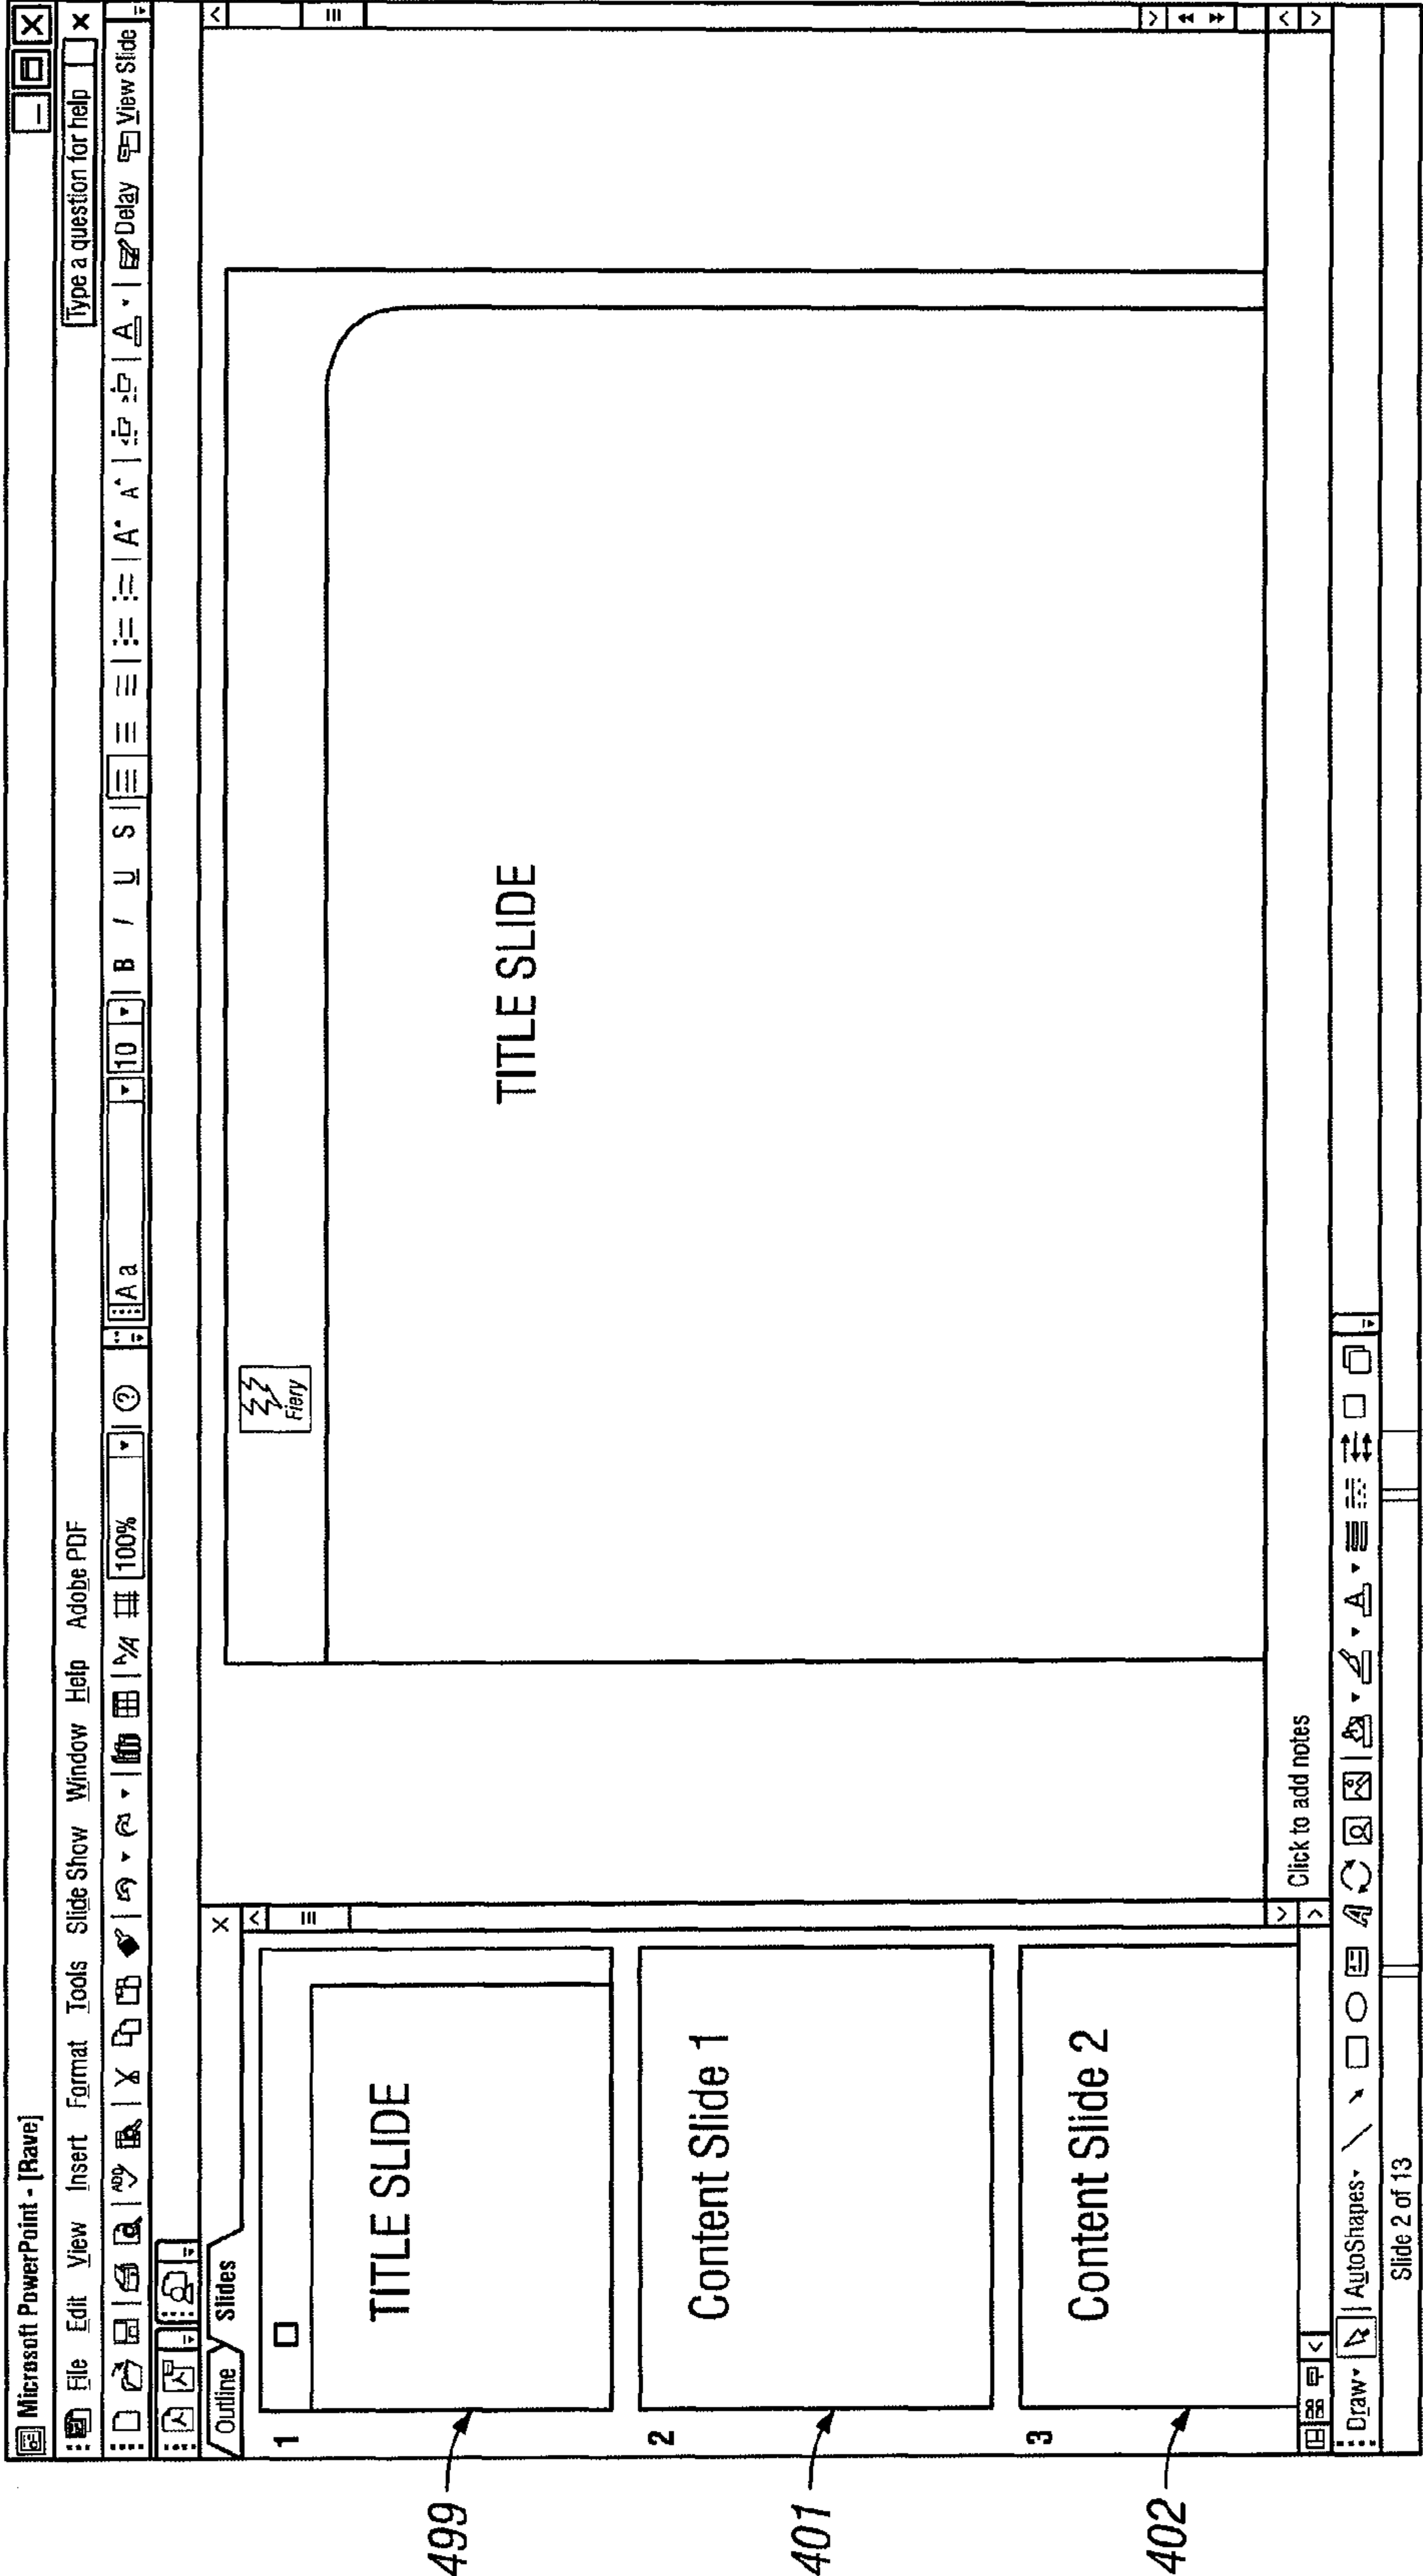 Microsoft PowerPoint - [Rave]
File Edit View Insert Format Tools Slide Show Window Help Adobe PDF
Type a question for help
100%
A a 10 B I U S
A A A Delay View Slide
Outline Slides
1
TITLE SLIDE
2
Content Slide 1
3
Content Slide 2
499
401
402
Fiery
TITLE SLIDE
Click to add notes
Draw AutoShapes
Slide 2 of 13